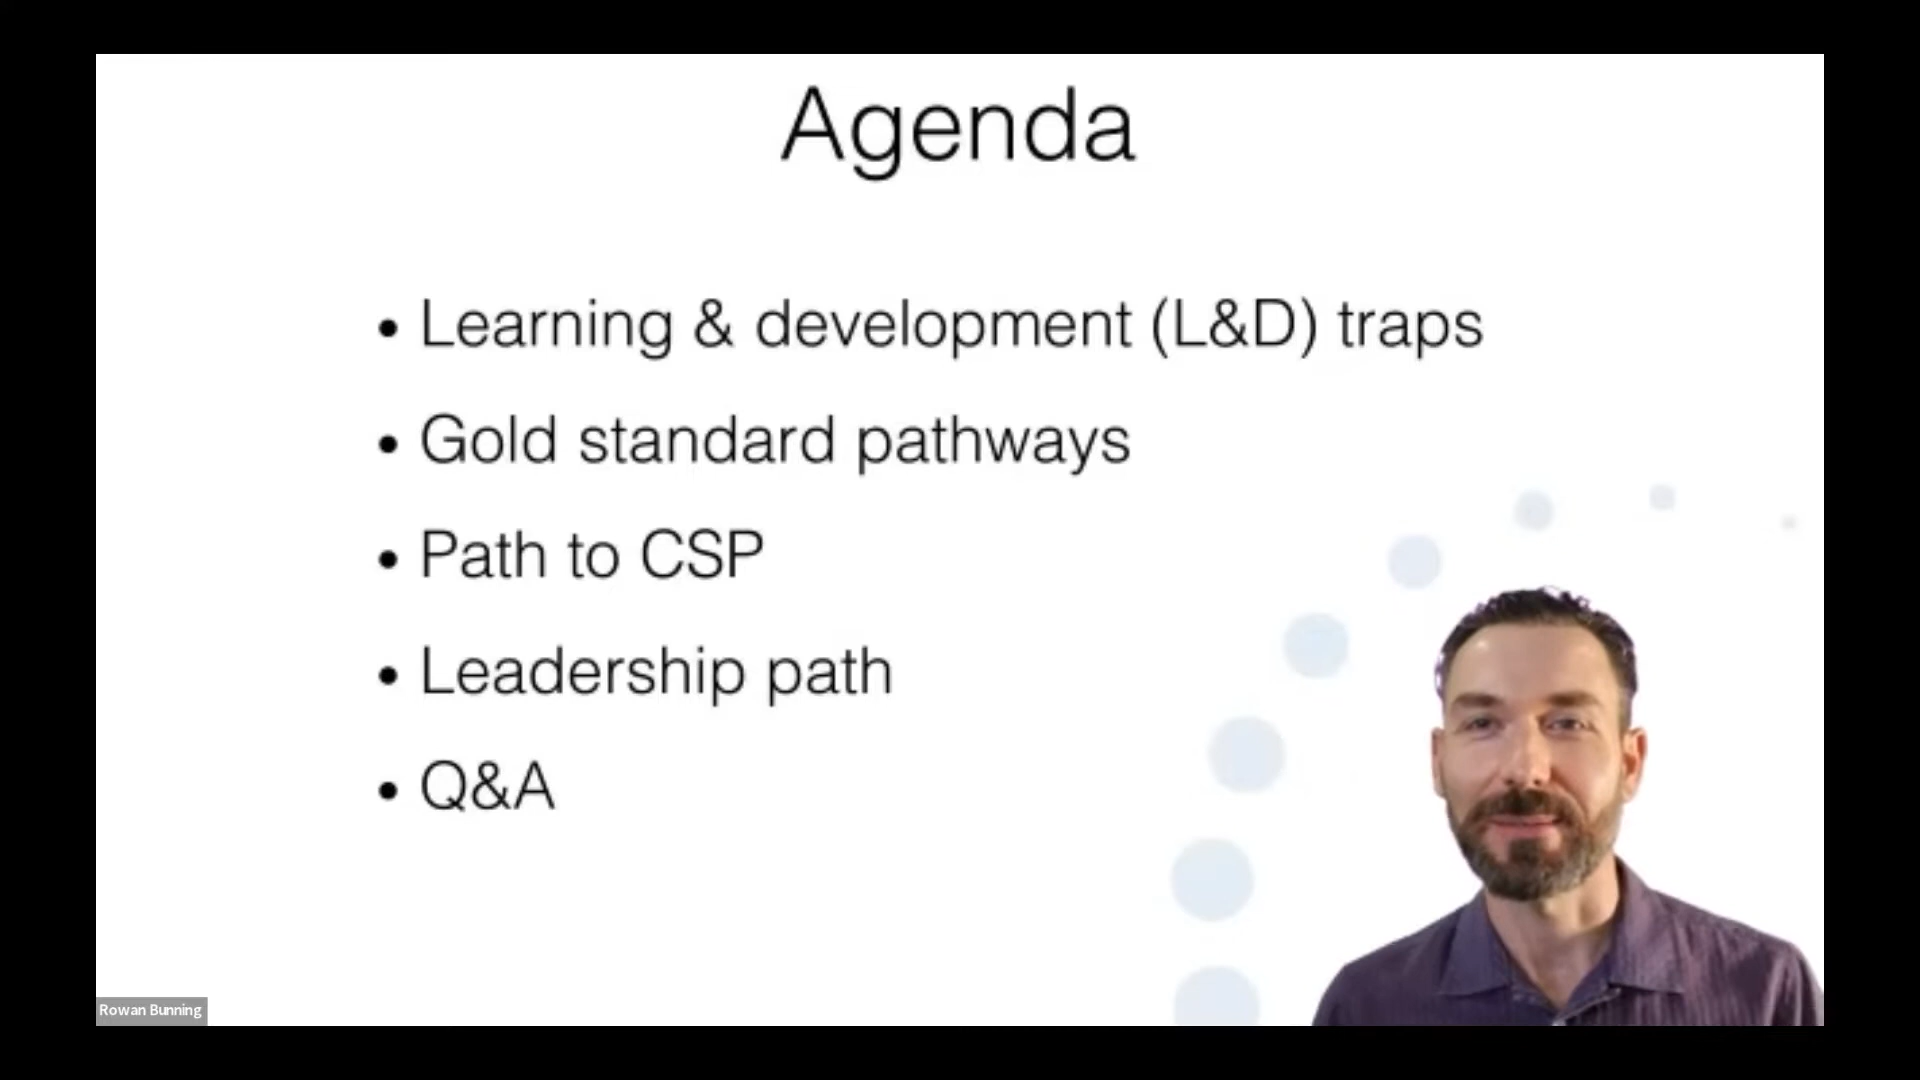 Agenda
• Learning & development (L&D) traps
• Gold standard pathways
• Path to CSP
• Leadership path
• Q&A
Rowan Bunning